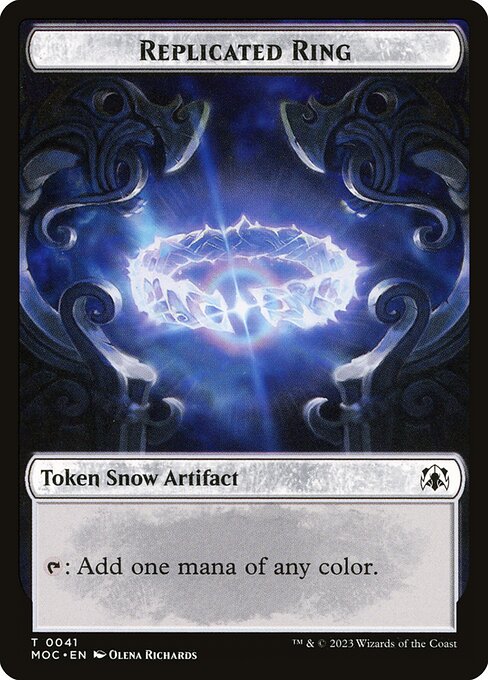 Replicated Ring
Token Snow Artifact
: Add one mana of any color.
T 0041
MOC • EN Olena Richards
™ & © 2023 Wizards of the Coast